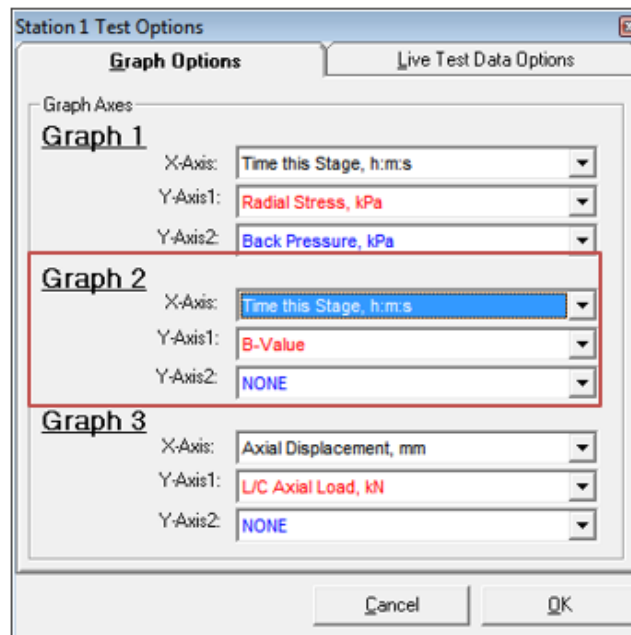 Station 1 Test Options
Graph Options
Live Test Data Options
Graph Axes
Graph 1
X-Axis: Time this Stage, h:m:s
Y-Axis1: Radial Stress, kPa
Y-Axis2: Back Pressure, kPa
Graph 2
X-Axis: Time this Stage, h:m:s
Y-Axis1: B-Value
Y-Axis2: NONE
Graph 3
X-Axis: Axial Displacement, mm
Y-Axis1: L/C Axial Load, kN
Y-Axis2: NONE
Cancel
OK